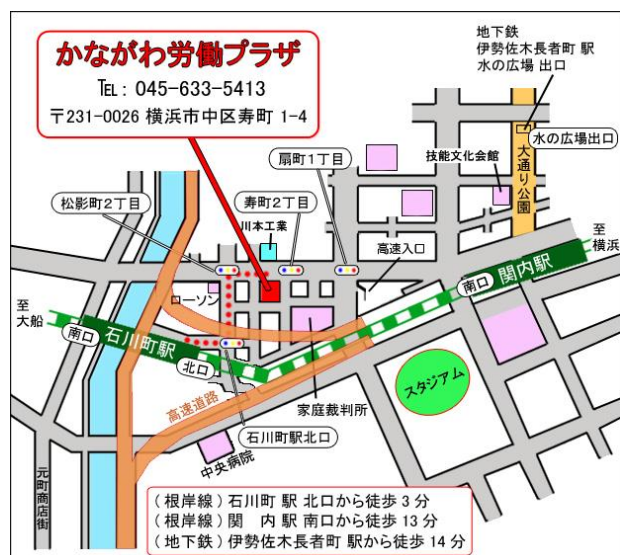 かながわ労働プラザ
℡: 045-633-5413
〒231-0026 横浜市中区寿町 1-4
地下鉄
伊勢佐木長者町 駅
水の広場 出口
水の広場出口
大通り公園
技能文化会館
扇町1丁目
松影町2丁目
寿町2丁目
川本工業
高速入口
至
横浜
関内駅
南口
ーソン
至
大船
南口
石川町駅
北口
スタジアム
家庭裁判所
高速道路
石川町駅北口
中央病院
元町商店街
(根岸線) 石川町 駅 北口から徒歩 3 分
(根岸線) 関 内 駅 南口から徒歩 13 分
(地下鉄) 伊勢佐木長者町 駅から徒歩 14 分